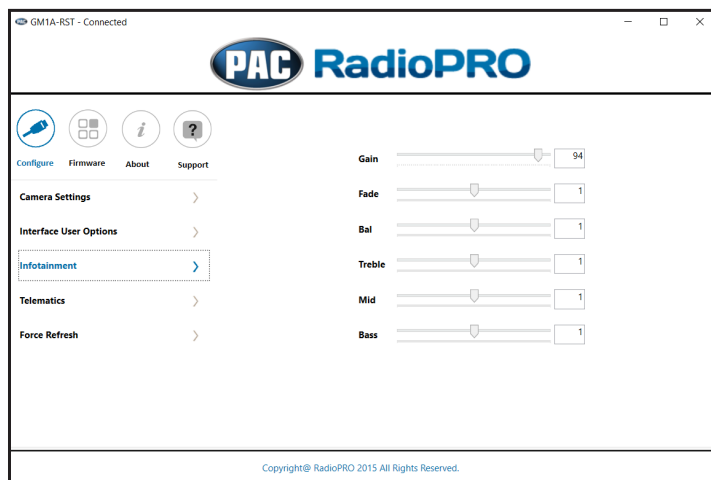 GM1A-RST - Connected
PAC RadioPRO
Configure Firmware About Support
Camera Settings
Interface User Options
Infotainment
Telematics
Force Refresh
Gain 94
Fade 1
Bal 1
Treble 1
Mid 1
Bass 1
Copyright@ RadioPRO 2015 All Rights Reserved.